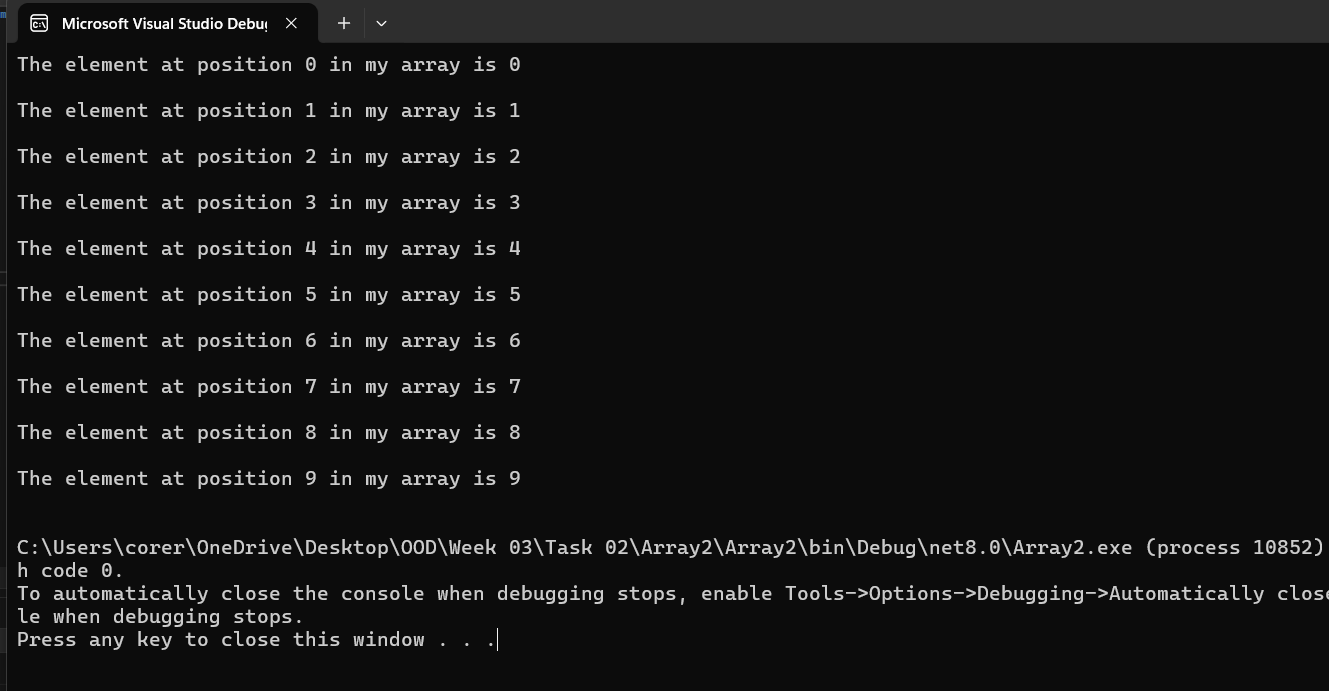 Microsoft Visual Studio Debu
The element at position 0 in my array is 0
The element at position 1 in my array is 1
The element at position 2 in my array is 2
The element at position 3 in my array is 3
The element at position 4 in my array is 4
The element at position 5 in my array is 5
The element at position 6 in my array is 6
The element at position 7 in my array is 7
The element at position 8 in my array is 8
The element at position 9 in my array is 9
C:\Users\corer\OneDrive\Desktop\OOD\Week 03\Task 02\Array2\Array2\bin\Debug\net8.0\Array2.exe (process 10852)
h code 0.
To automatically close the console when debugging stops, enable Tools->Options->Debugging->Automatically close
le when debugging stops.
Press any key to close this window . . .